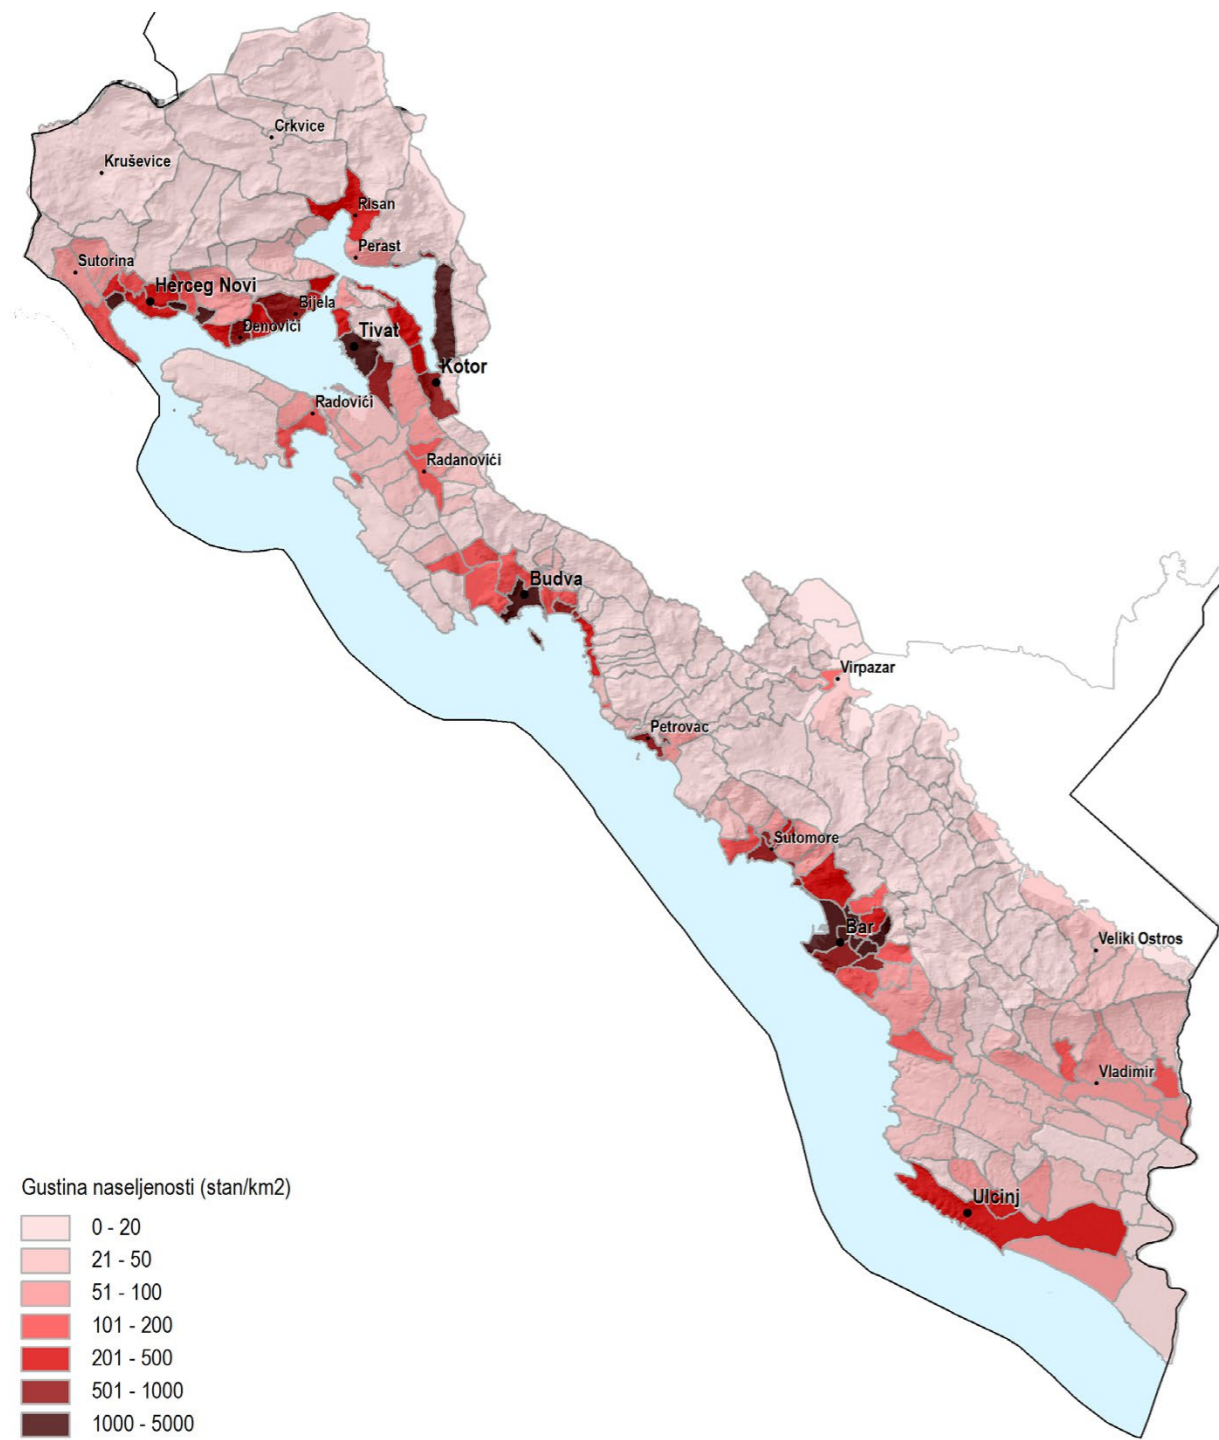 Crkvice
Kruševice
Risan
Perast
Sutorina
Herceg Novi
Bijela
Đenovići
Tivat
Kotor
Radovići
Radanovići
Budva
Virpazar
Petrovac
Sutomore
Bar
Veliki Ostros
Vladimir
Ulcinj
Gustina naseljenosti (stan/km2)
0 - 20
21 - 50
51 - 100
101 - 200
201 - 500
501 - 1000
1000 - 5000